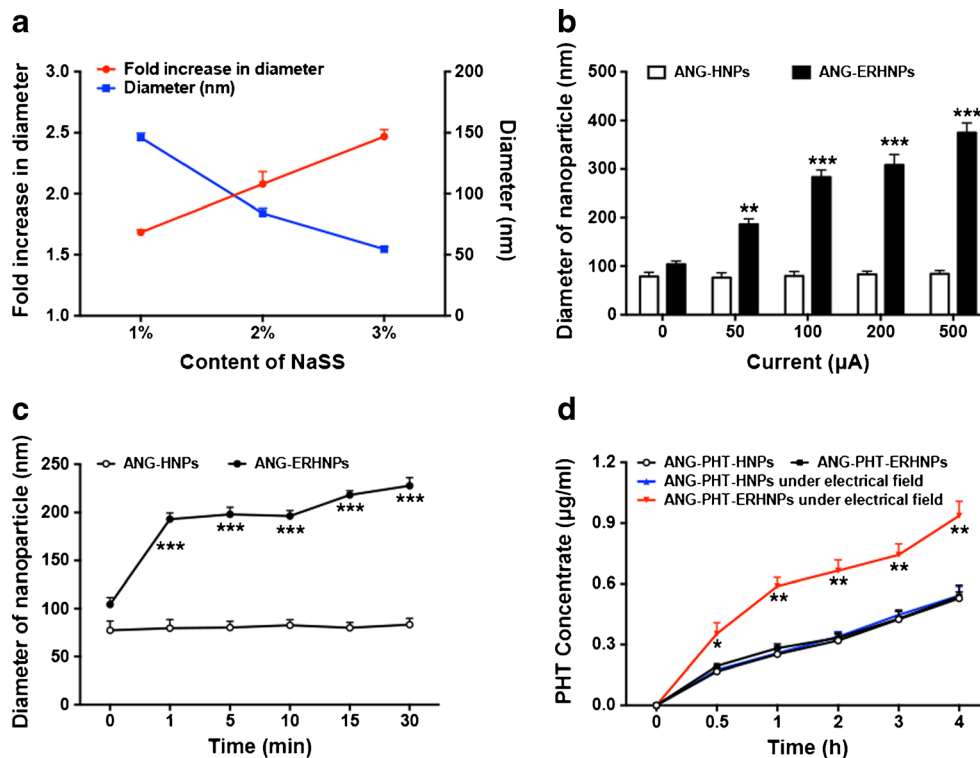 a
Fold increase in diameter
Diameter (nm)
3.0
2.5
2.0
1.5
1.0
200
150
100
50
0
Fold increase in diameter
Diameter (nm)
1%
2%
3%
Content of NaSS
b
ANG-HNPs
ANG-ERHNPs
500
400
300
200
100
0
Diameter of nanoparticle (nm)
**
***
***
***
0
50
100
200
500
Current (µA)
c
ANG-HNPs
ANG-ERHNPs
250
200
150
100
50
0
Diameter of nanoparticle (nm)
***
***
***
***
***
0
1
5
10
15
30
Time (min)
d
ANG-PHT-HNPs
ANG-PHT-ERHNPs
ANG-PHT-HNPs under electrical field
ANG-PHT-ERHNPs under electrical field
1.2
0.9
0.6
0.3
0.0
PHT Concentrate (µg/ml)
*
**
**
**
**
0
0.5
1
2
3
4
Time (h)